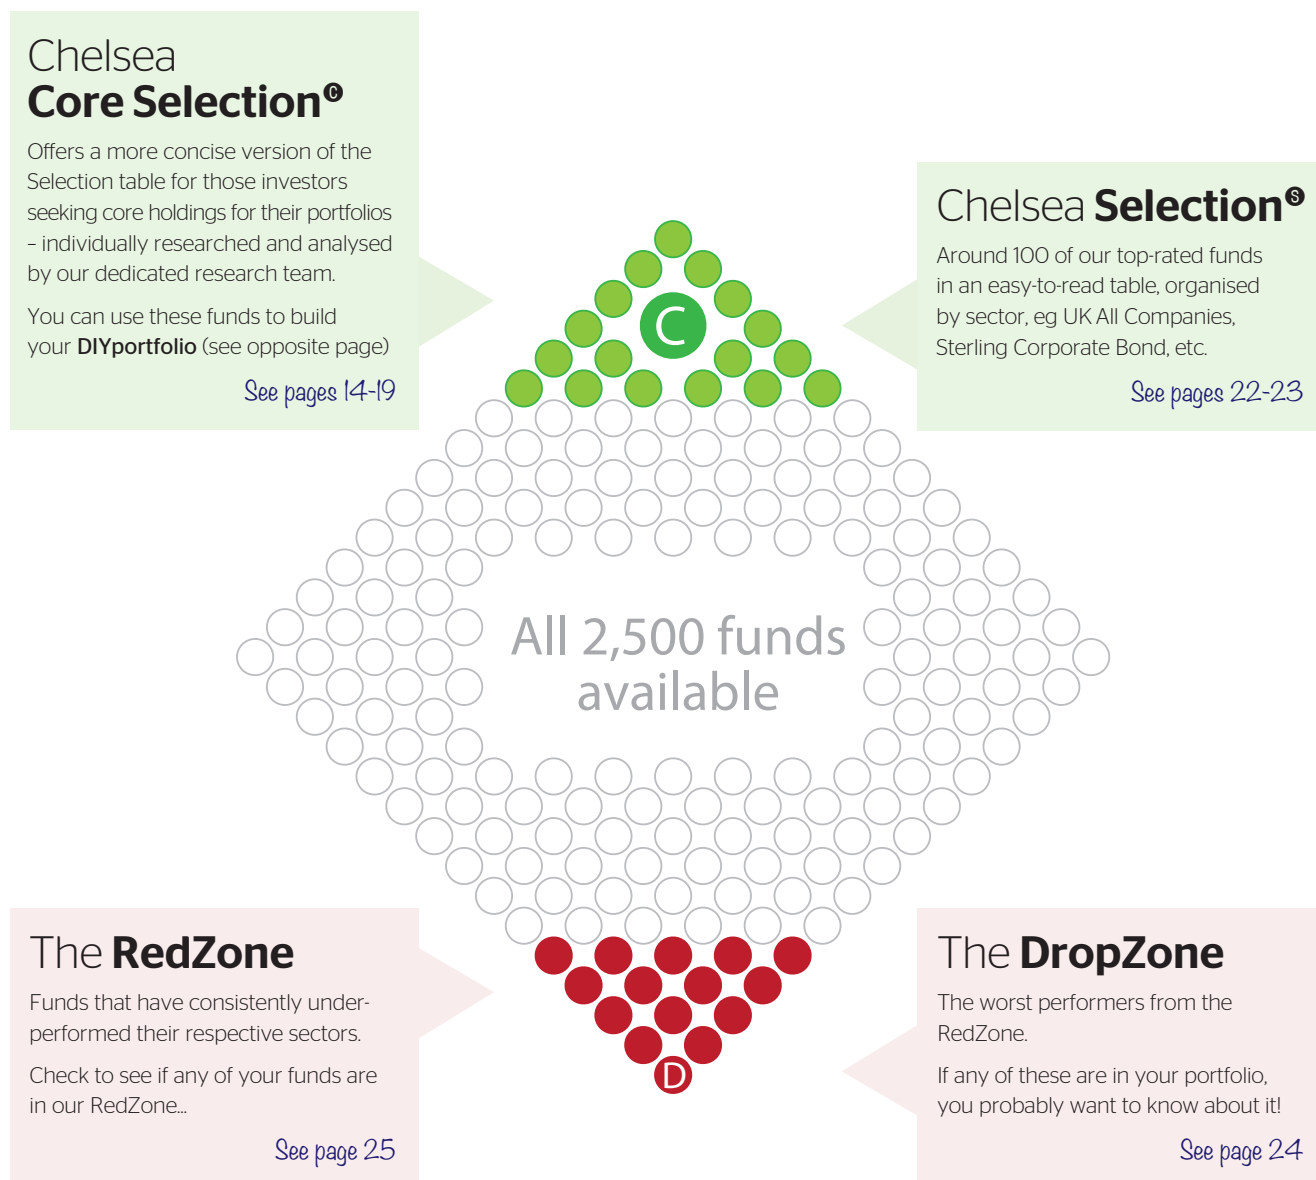 Chelsea
Core Selection©
Offers a more concise version of the
Selection table for those investors
seeking core holdings for their portfolios
– individually researched and analysed
by our dedicated research team.
You can use these funds to build
your DIYportfolio (see opposite page)
See pages 14-19
Chelsea Selection🅢
Around 100 of our top-rated funds
in an easy-to-read table, organised
by sector, eg UK All Companies,
Sterling Corporate Bond, etc.
See pages 22-23
C
All 2,500 funds
available
The RedZone
Funds that have consistently under-
performed their respective sectors.
Check to see if any of your funds are
in our RedZone...
See page 25
The DropZone
The worst performers from the
RedZone.
If any of these are in your portfolio,
you probably want to know about it!
See page 24
D